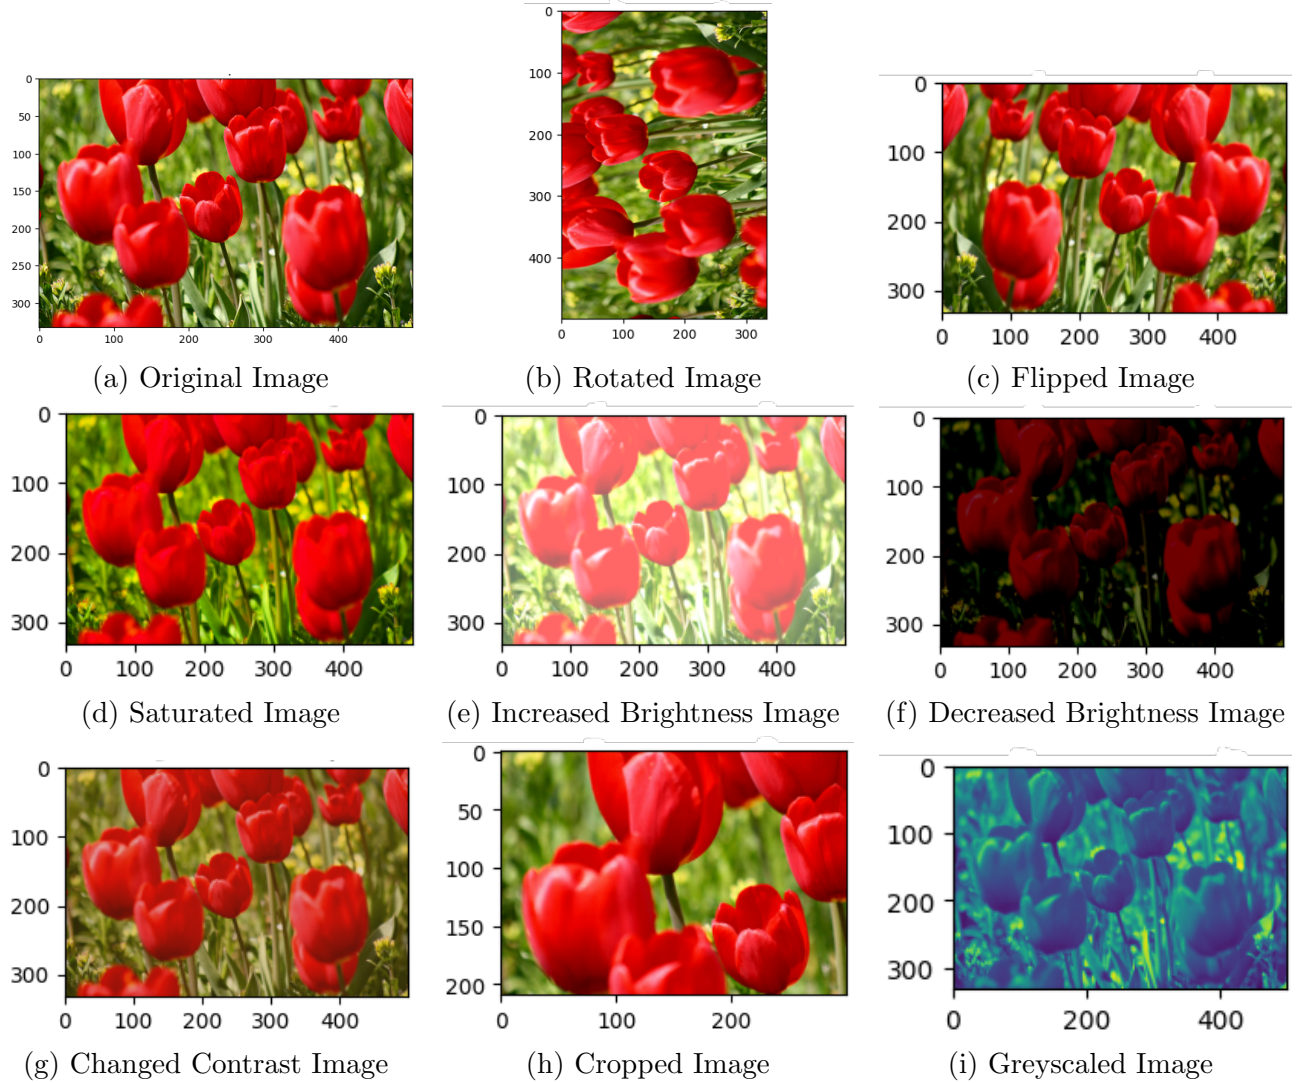 0
50
100
150
200
250
300
0 100 200 300 400
(a) Original Image
0
100
200
300
400
0 100 200 300
(b) Rotated Image
0
100
200
300
0 100 200 300 400
(c) Flipped Image
0
100
200
300
0 100 200 300 400
(d) Saturated Image
0
100
200
300
0 100 200 300 400
(e) Increased Brightness Image
0
100
200
300
0 100 200 300 400
(f) Decreased Brightness Image
0
100
200
300
0 100 200 300 400
(g) Changed Contrast Image
0
50
100
150
200
0 100 200
(h) Cropped Image
0
100
200
300
0 200 400
(i) Greyscaled Image